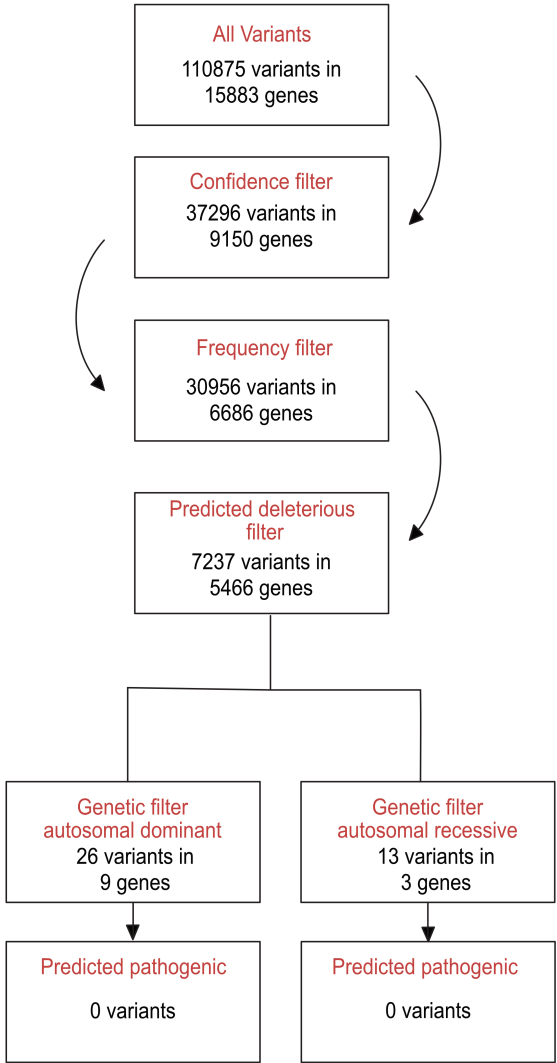 All Variants
110875 variants in
15883 genes
Confidence filter
37296 variants in
9150 genes
Frequency filter
30956 variants in
6686 genes
Predicted deleterious
filter
7237 variants in
5466 genes
Genetic filter
autosomal dominant
26 variants in
9 genes
Genetic filter
autosomal recessive
13 variants in
3 genes
Predicted pathogenic
0 variants
Predicted pathogenic
0 variants